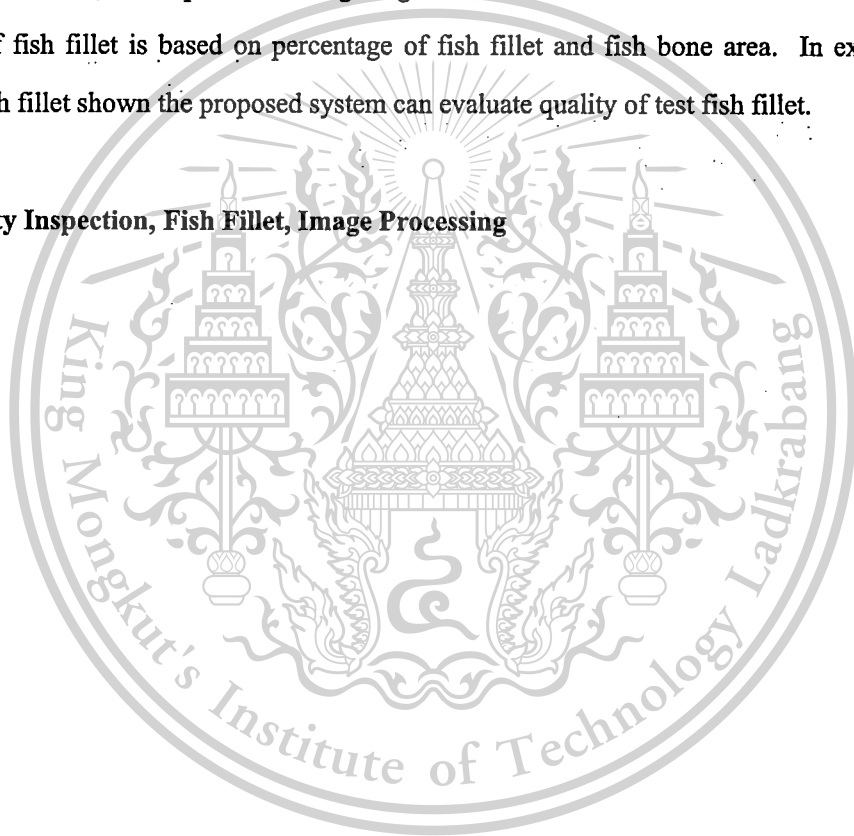 f fish fillet is based on percentage of fish fillet and fish bone area. In ex
h fillet shown the proposed system can evaluate quality of test fish fillet.
ty Inspection, Fish Fillet, Image Processing
King Mongkut's Institute of Technology Ladkrabang